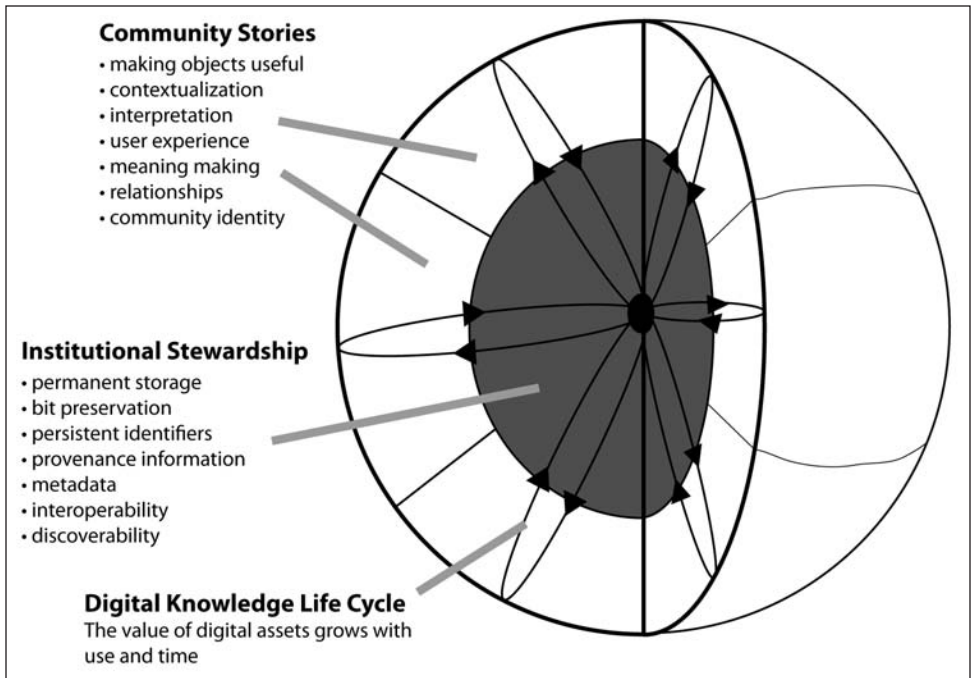 Community Stories
• making objects useful
• contextualization
• interpretation
• user experience
• meaning making
• relationships
• community identity
Institutional Stewardship
• permanent storage
• bit preservation
• persistent identifiers
• provenance information
• metadata
• interoperability
• discoverability
Digital Knowledge Life Cycle
The value of digital assets grows with
use and time